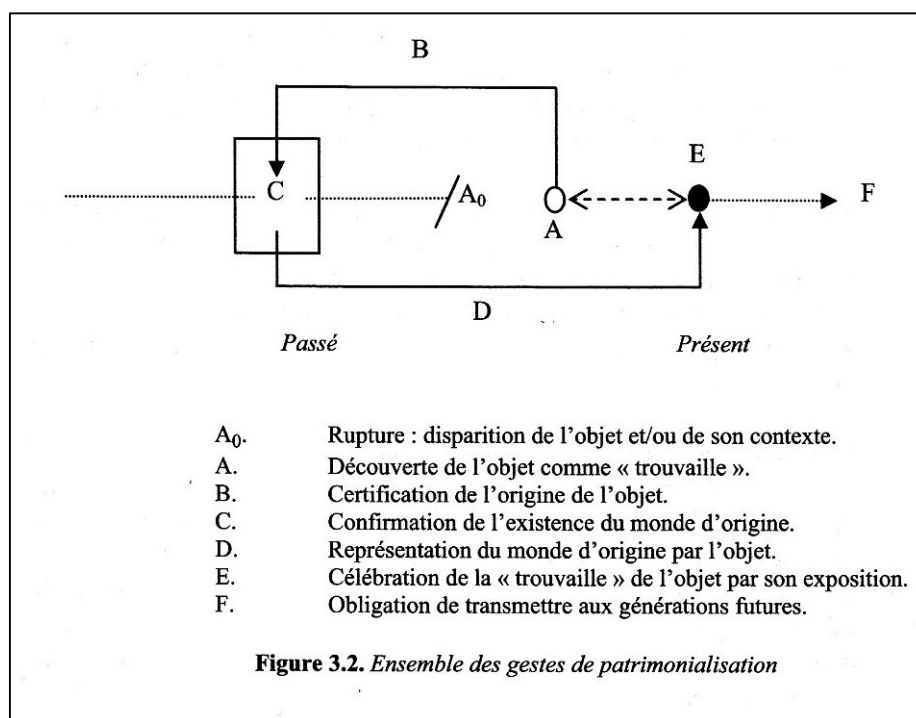 B
E
C
A₀
F
A
D
Passé Présent
A₀. Rupture : disparition de l’objet et/ou de son contexte.
A. Découverte de l’objet comme « trouvaille ».
B. Certification de l’origine de l’objet.
C. Confirmation de l’existence du monde d’origine.
D. Représentation du monde d’origine par l’objet.
E. Célébration de la « trouvaille » de l’objet par son exposition.
F. Obligation de transmettre aux générations futures.
Figure 3.2. Ensemble des gestes de patrimonialisation